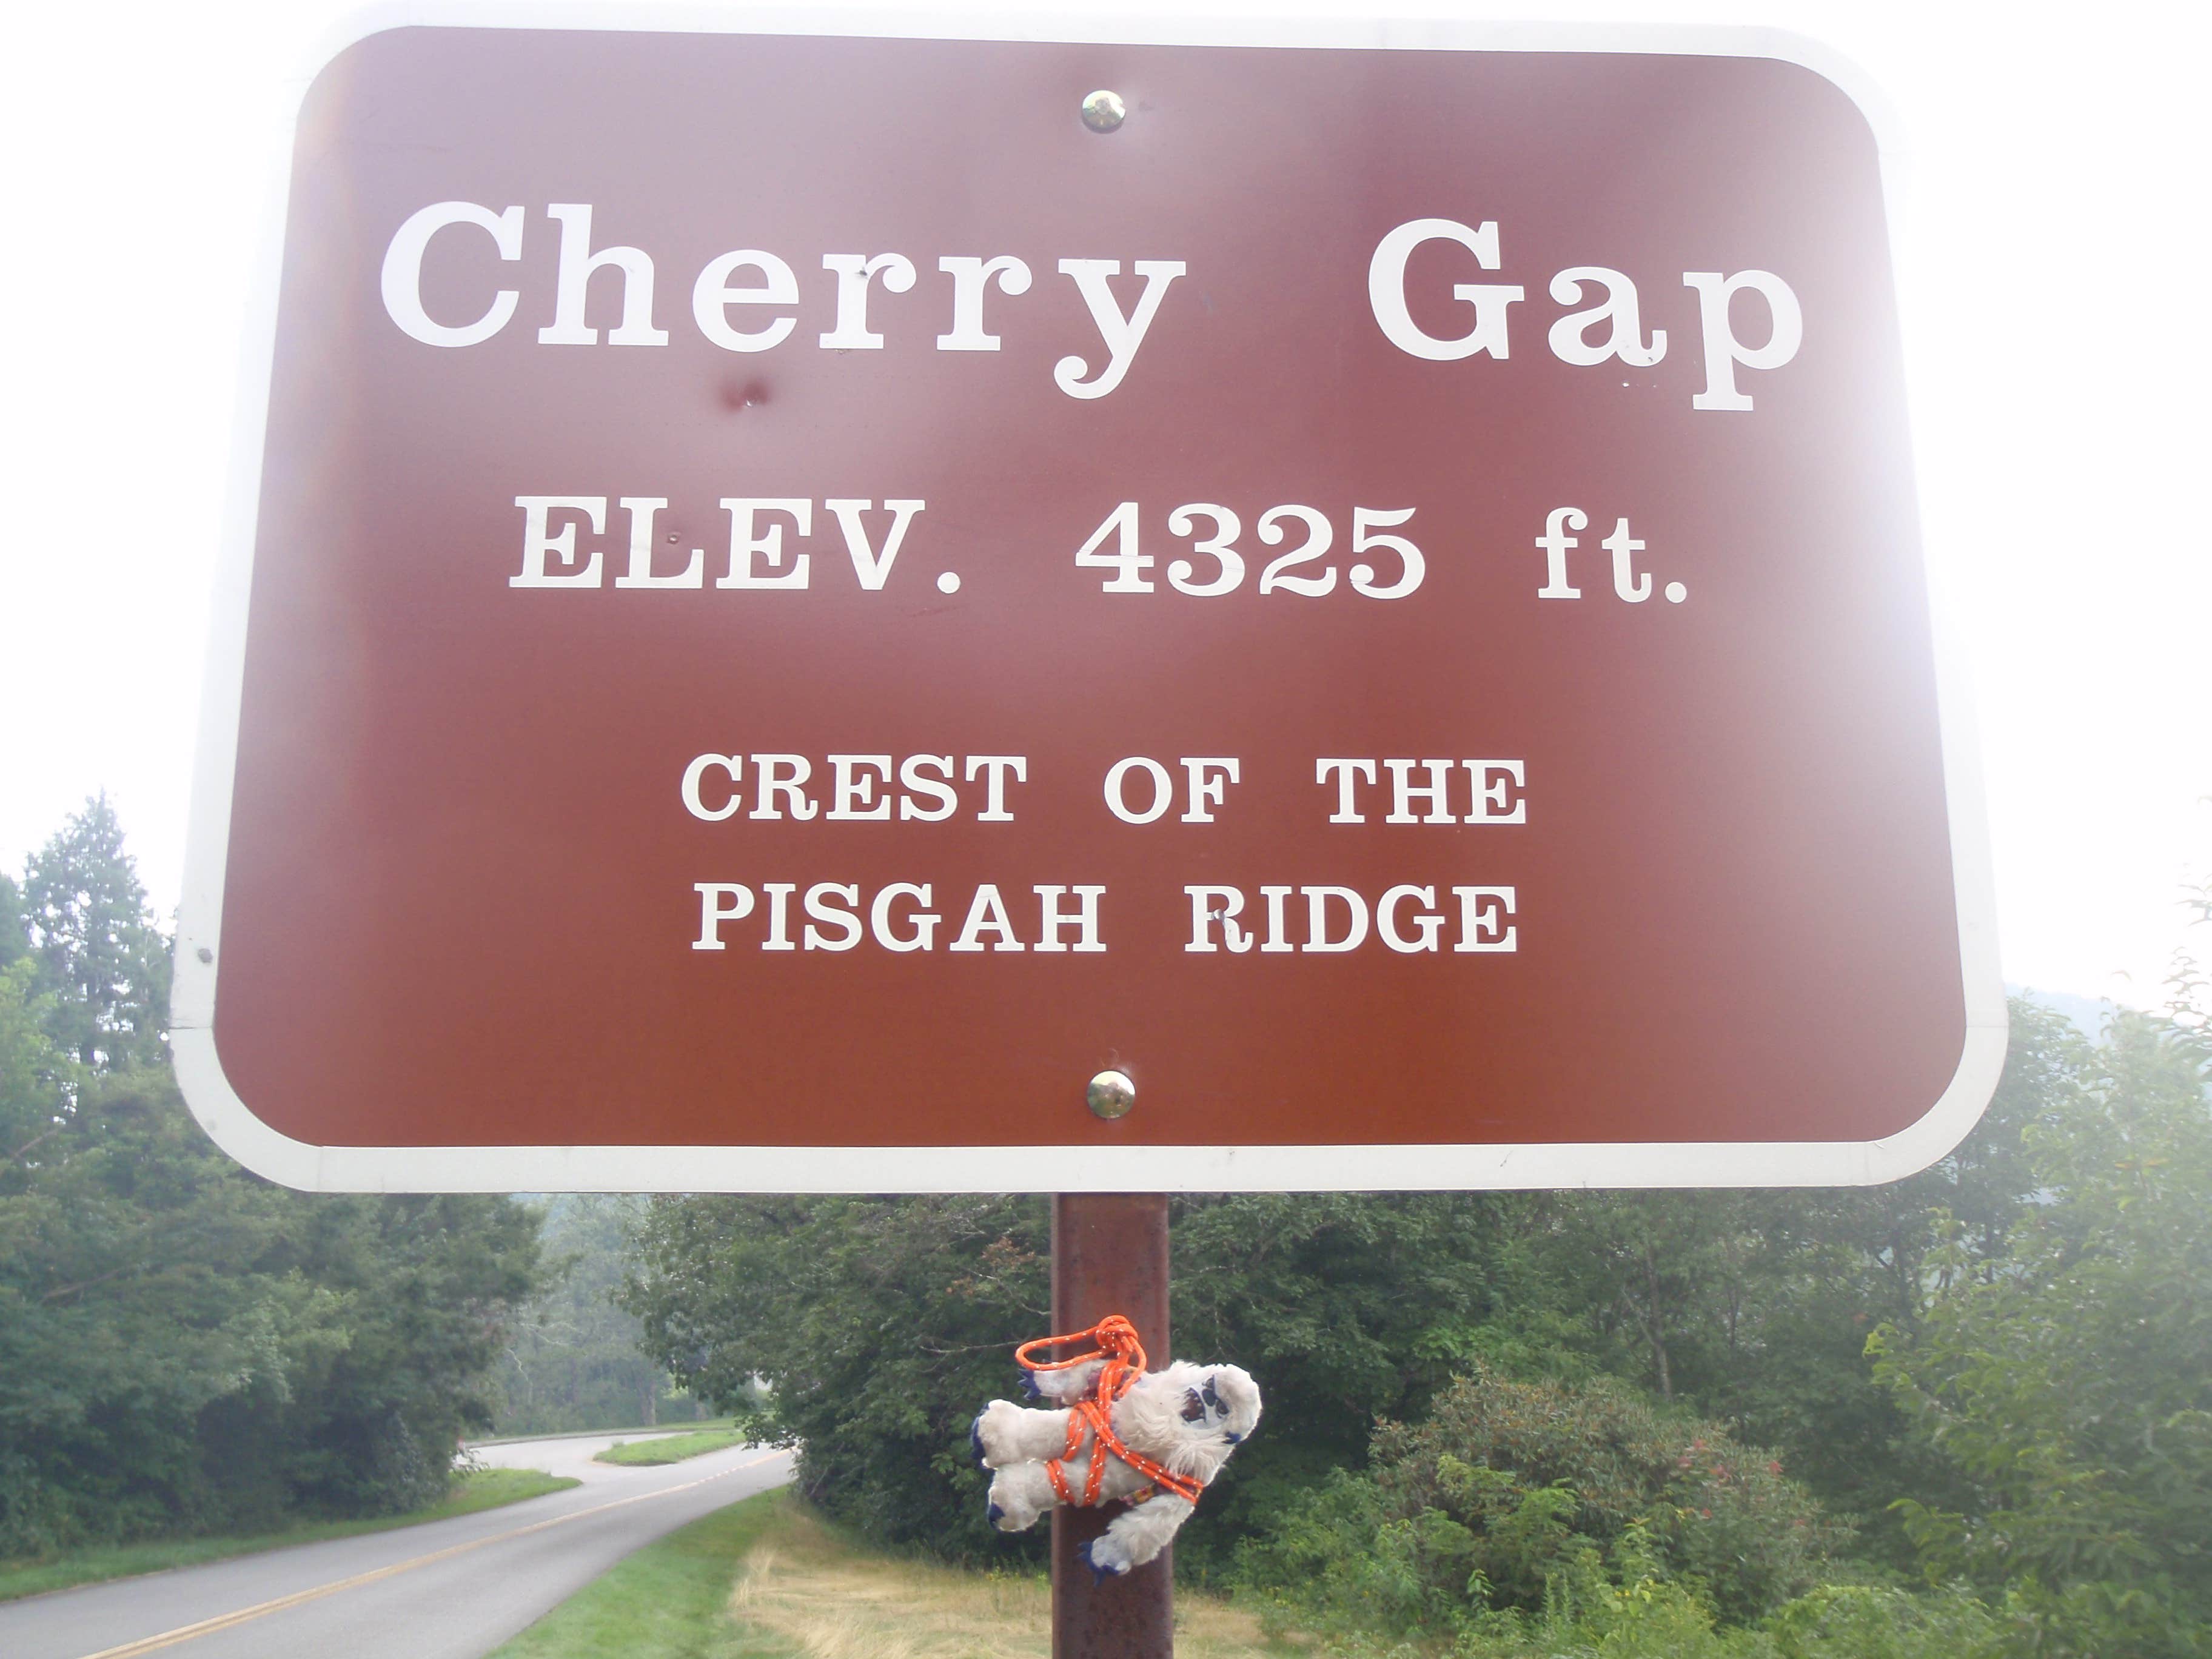 Cherry Gap
ELEV. 4325 ft.
CREST OF THE
PISGAH RIDGE